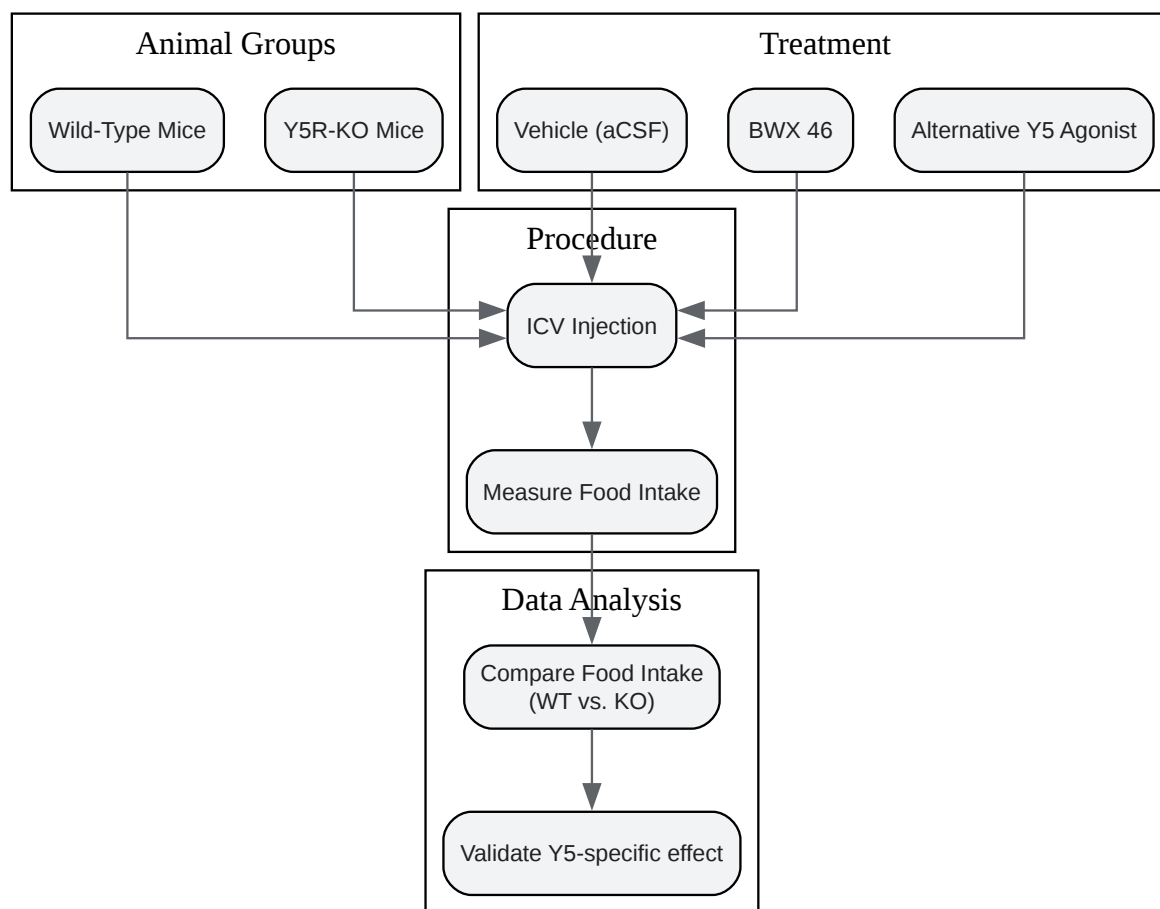 Animal Groups
Wild-Type Mice
Y5R-KO Mice
Treatment
Vehicle (aCSF)
BWX 46
Alternative Y5 Agonist
Procedure
ICV Injection
Measure Food Intake
Data Analysis
Compare Food Intake
(WT vs. KO)
Validate Y5-specific effect